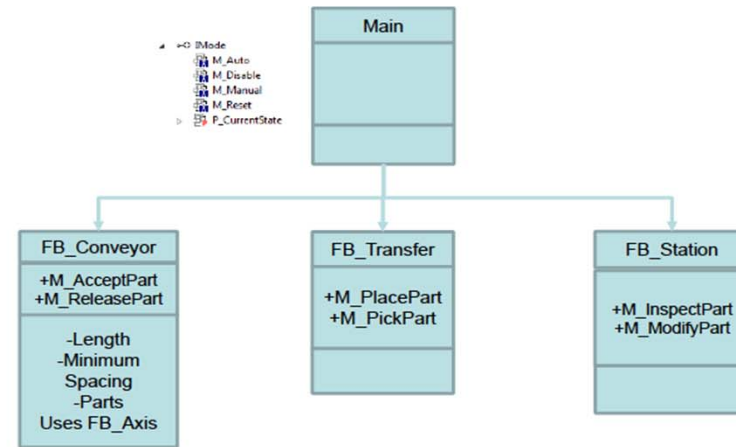 Main
IMode
M_Auto
M_Disable
M_Manual
M_Reset
P_CurrentState
FB_Conveyor
+M_AcceptPart
+M_ReleasePart
-Length
-Minimum
Spacing
-Parts
Uses FB_Axis
FB_Transfer
+M_PlacePart
+M_PickPart
FB_Station
+M_InspectPart
+M_ModifyPart